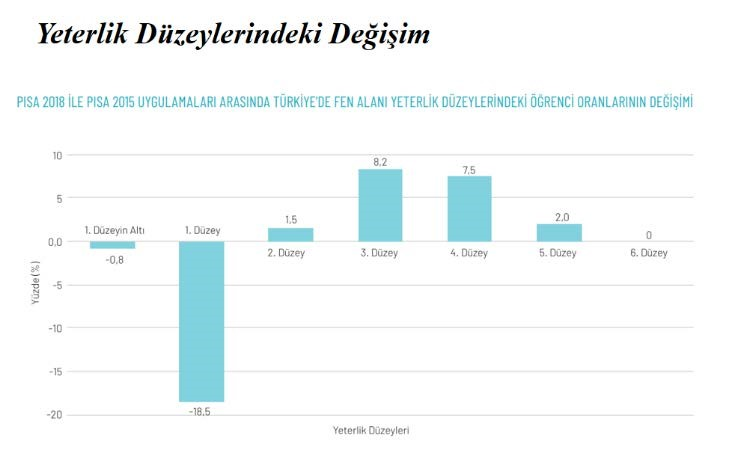 Yeterlik Düzeylerindeki Değişim
PISA 2018 İLE PISA 2015 UYGULAMALARI ARASINDA TÜRKİYE'DE FEN ALANI YETERLİK DÜZEYLERİNDEKİ ÖĞRENCİ ORANLARININ DEĞİŞİMİ
10
5
0,0
-5
-10
-15
-20
Yüzde(%)
1. Düzeyin Altı
-0,8
1. Düzey
-18,5
1,5
2. Düzey
8,2
3. Düzey
7,5
4. Düzey
2,0
5. Düzey
0
6. Düzey
Yeterlik Düzeyleri